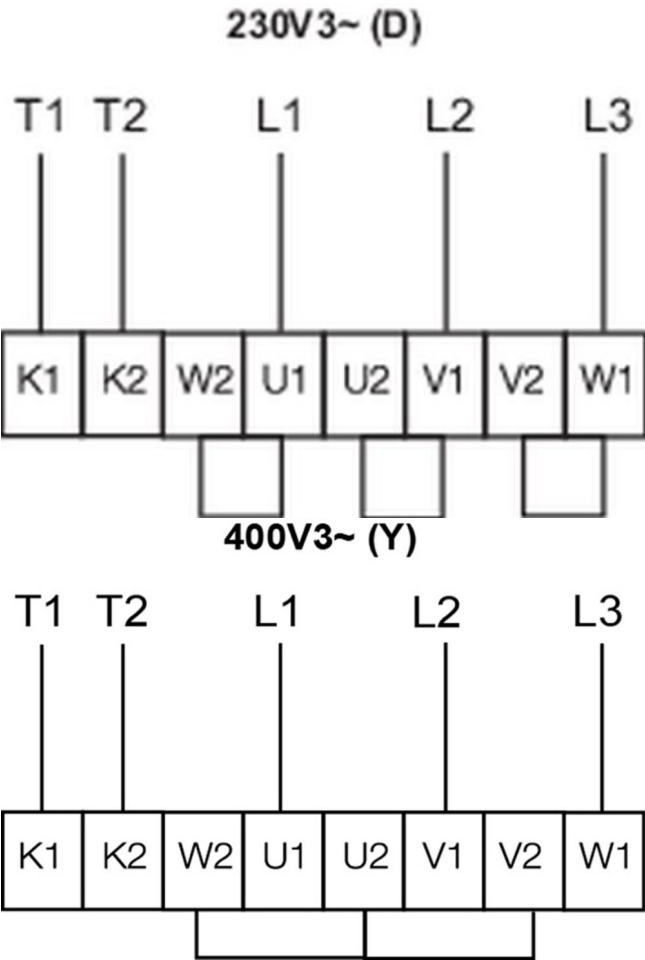 230V3~ (D)
T1 T2 L1 L2 L3
K1 K2 W2 U1 U2 V1 V2 W1
400V3~ (Y)
T1 T2 L1 L2 L3
K1 K2 W2 U1 U2 V1 V2 W1